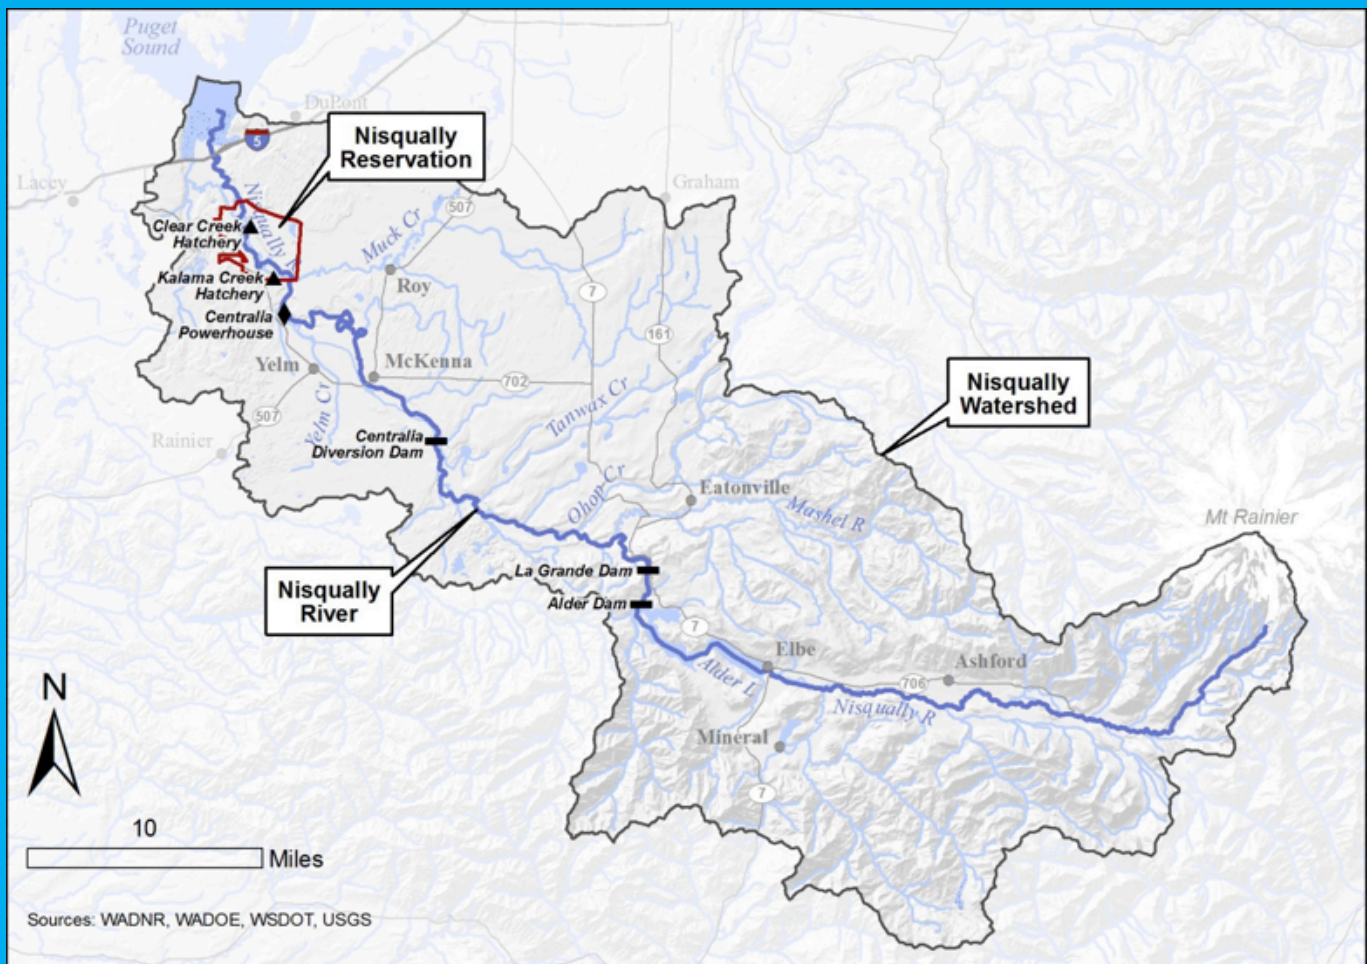 Puget
Sound
DuPont
5
Nisqually
Reservation
Lacey
Graham
507
Nisqually R
Clear Creek
Hatchery
Muck Cr
Kalama Creek
Hatchery
Roy
7
Centralia
Powerhouse
161
Yelm
McKenna
702
Nisqually
Watershed
507
Yelm Cr
Tanwax Cr
Rainier
Centralia
Diversion Dam
Ohop Cr
Eatonville
Mashel R
Mt Rainier
La Grande Dam
Nisqually
River
Alder Dam
7
Elbe
Alder L
Ashford
706
Nisqually R
N
Mineral
7
10
Miles
Sources: WADNR, WADOE, WSDOT, USGS